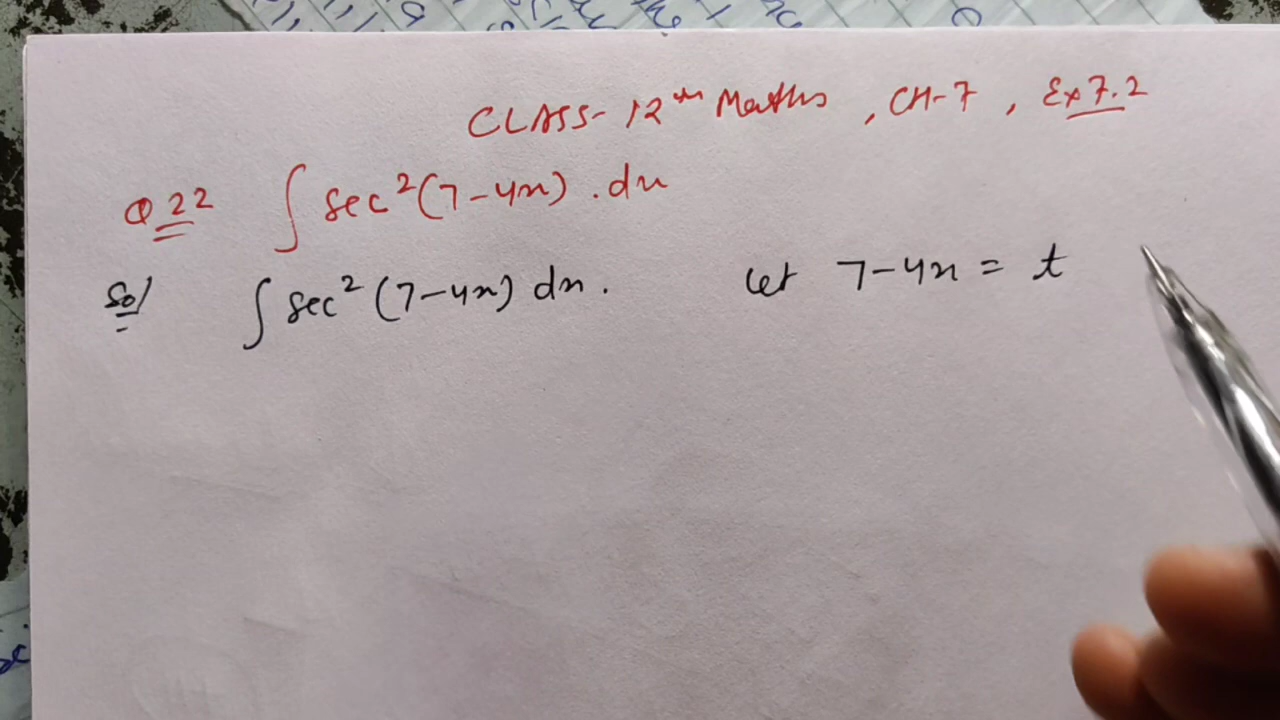 CLASS-12th Maths, CH-7, Ex 7.2
Q22 ∫ sec²(7-4x).dx
Sol ∫ sec²(7-4x) dx. let 7-4x = t